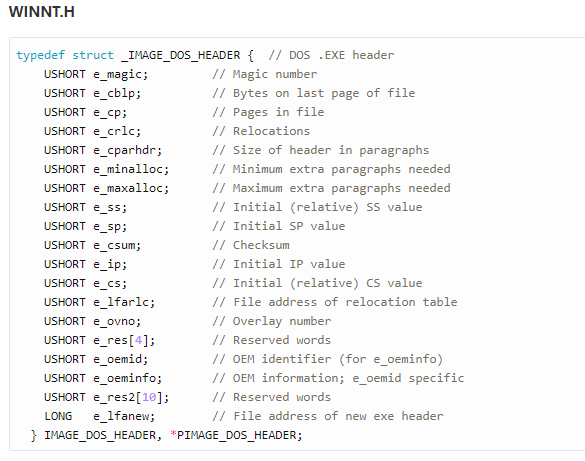 WINNT.H
typedef struct _IMAGE_DOS_HEADER {  // DOS .EXE header
    USHORT e_magic;         // Magic number
    USHORT e_cblp;          // Bytes on last page of file
    USHORT e_cp;            // Pages in file
    USHORT e_crlc;          // Relocations
    USHORT e_cparhdr;       // Size of header in paragraphs
    USHORT e_minalloc;      // Minimum extra paragraphs needed
    USHORT e_maxalloc;      // Maximum extra paragraphs needed
    USHORT e_ss;            // Initial (relative) SS value
    USHORT e_sp;            // Initial SP value
    USHORT e_csum;          // Checksum
    USHORT e_ip;            // Initial IP value
    USHORT e_cs;            // Initial (relative) CS value
    USHORT e_lfarlc;        // File address of relocation table
    USHORT e_ovno;          // Overlay number
    USHORT e_res[4];        // Reserved words
    USHORT e_oemid;         // OEM identifier (for e_oeminfo)
    USHORT e_oeminfo;       // OEM information; e_oemid specific
    USHORT e_res2[10];      // Reserved words
    LONG   e_lfanew;        // File address of new exe header
  } IMAGE_DOS_HEADER, *PIMAGE_DOS_HEADER;